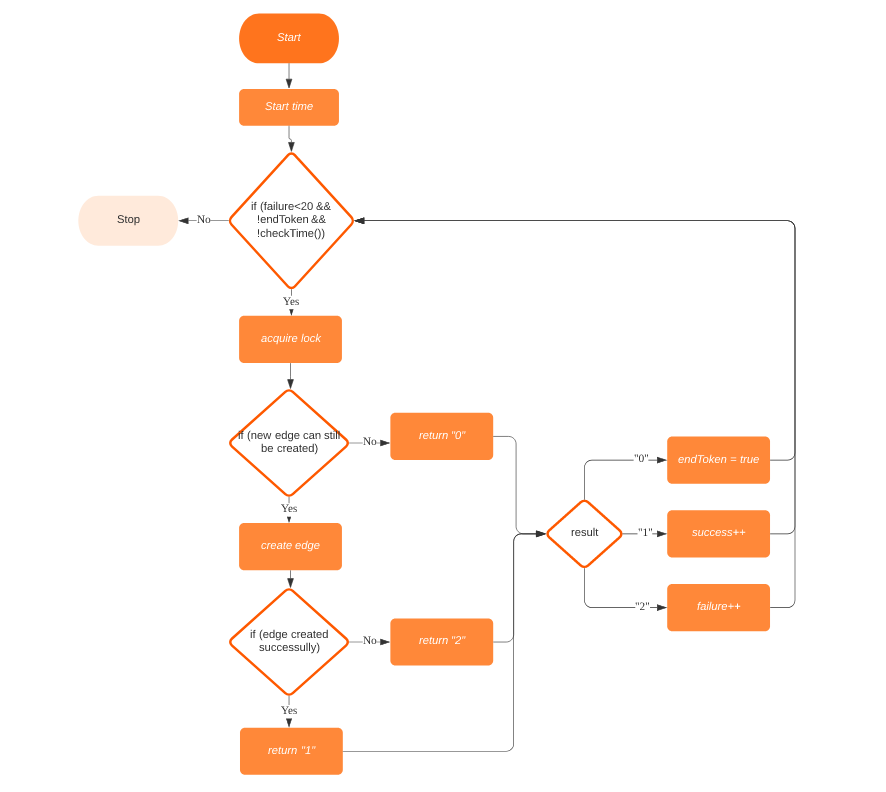 Start
Start time
if (failure<20 &&
!endToken &&
!checkTime())
No
Stop
Yes
acquire lock
if (new edge can still
be created)
No
return "0"
Yes
create edge
if (edge created
successully)
No
return "2"
Yes
return "1"
result
"0"
endToken = true
"1"
success++
"2"
failure++